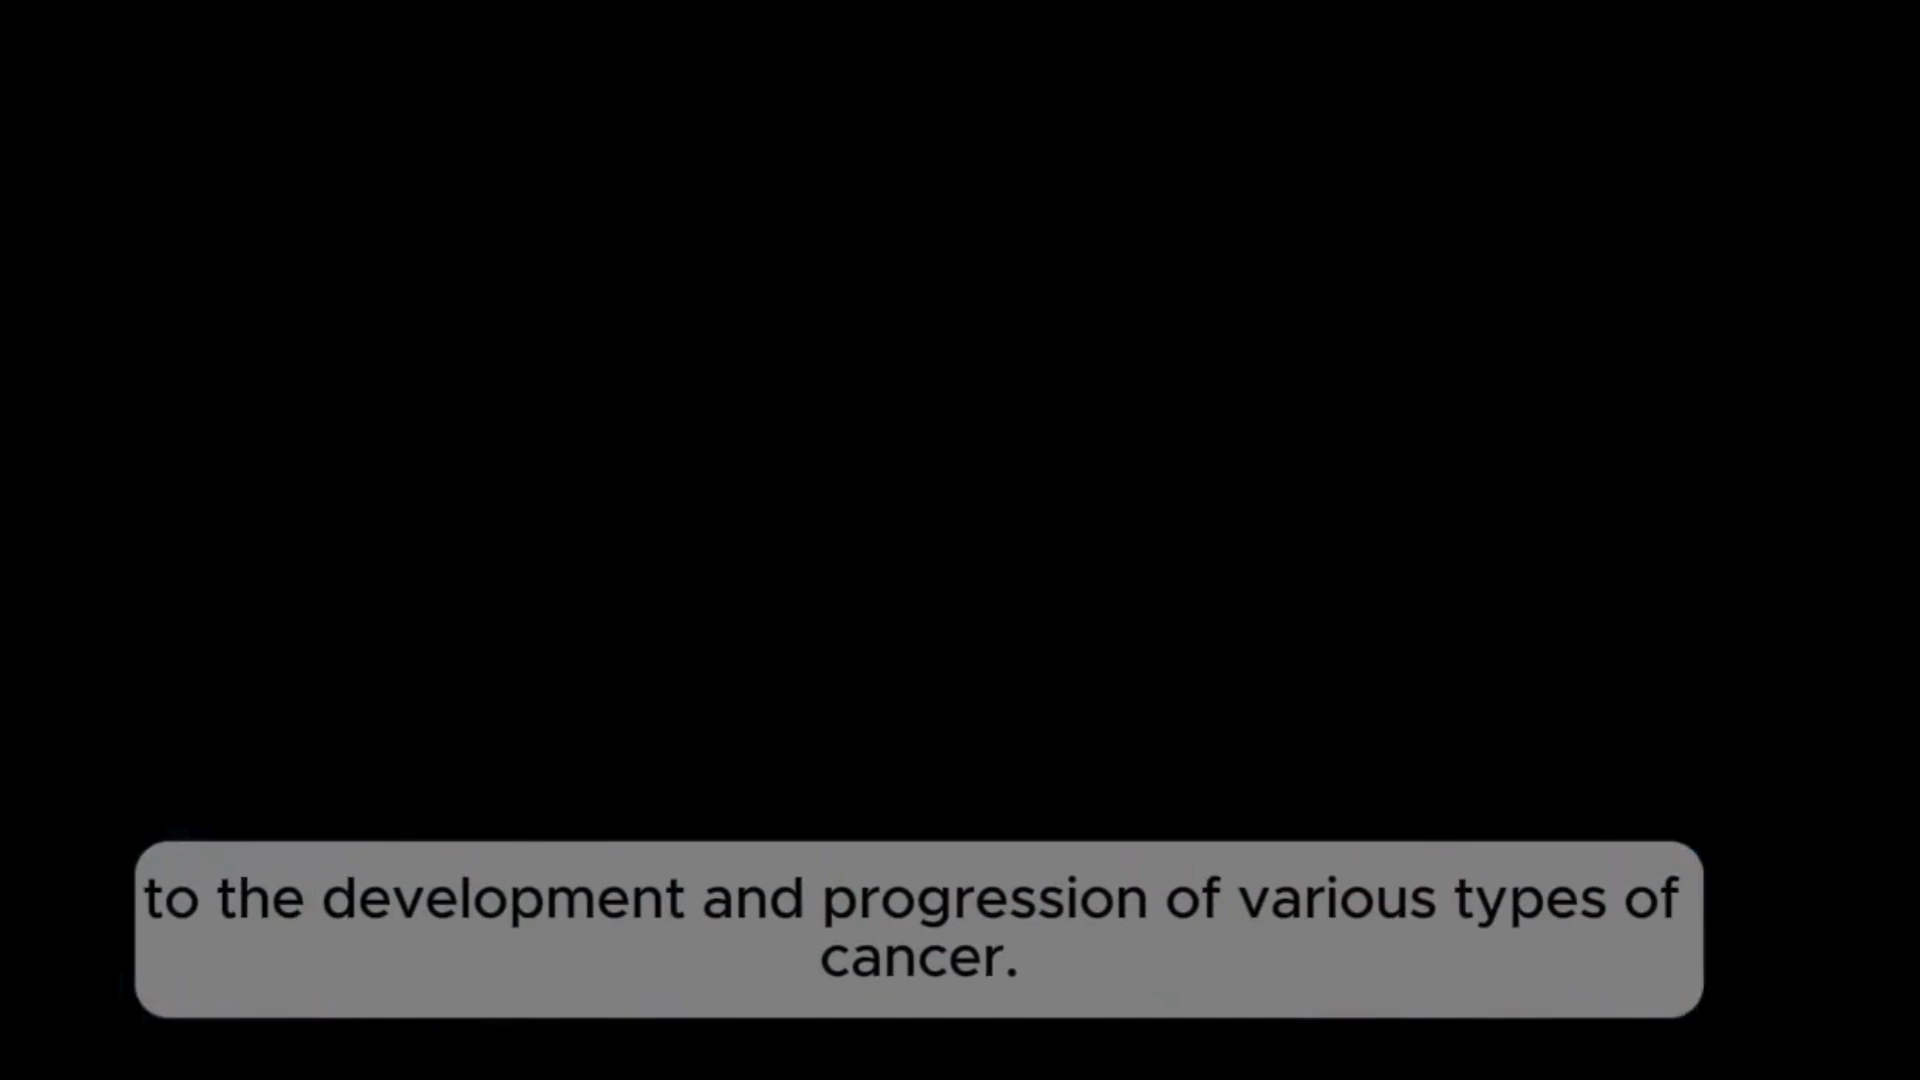 to the development and progression of various types of
cancer.